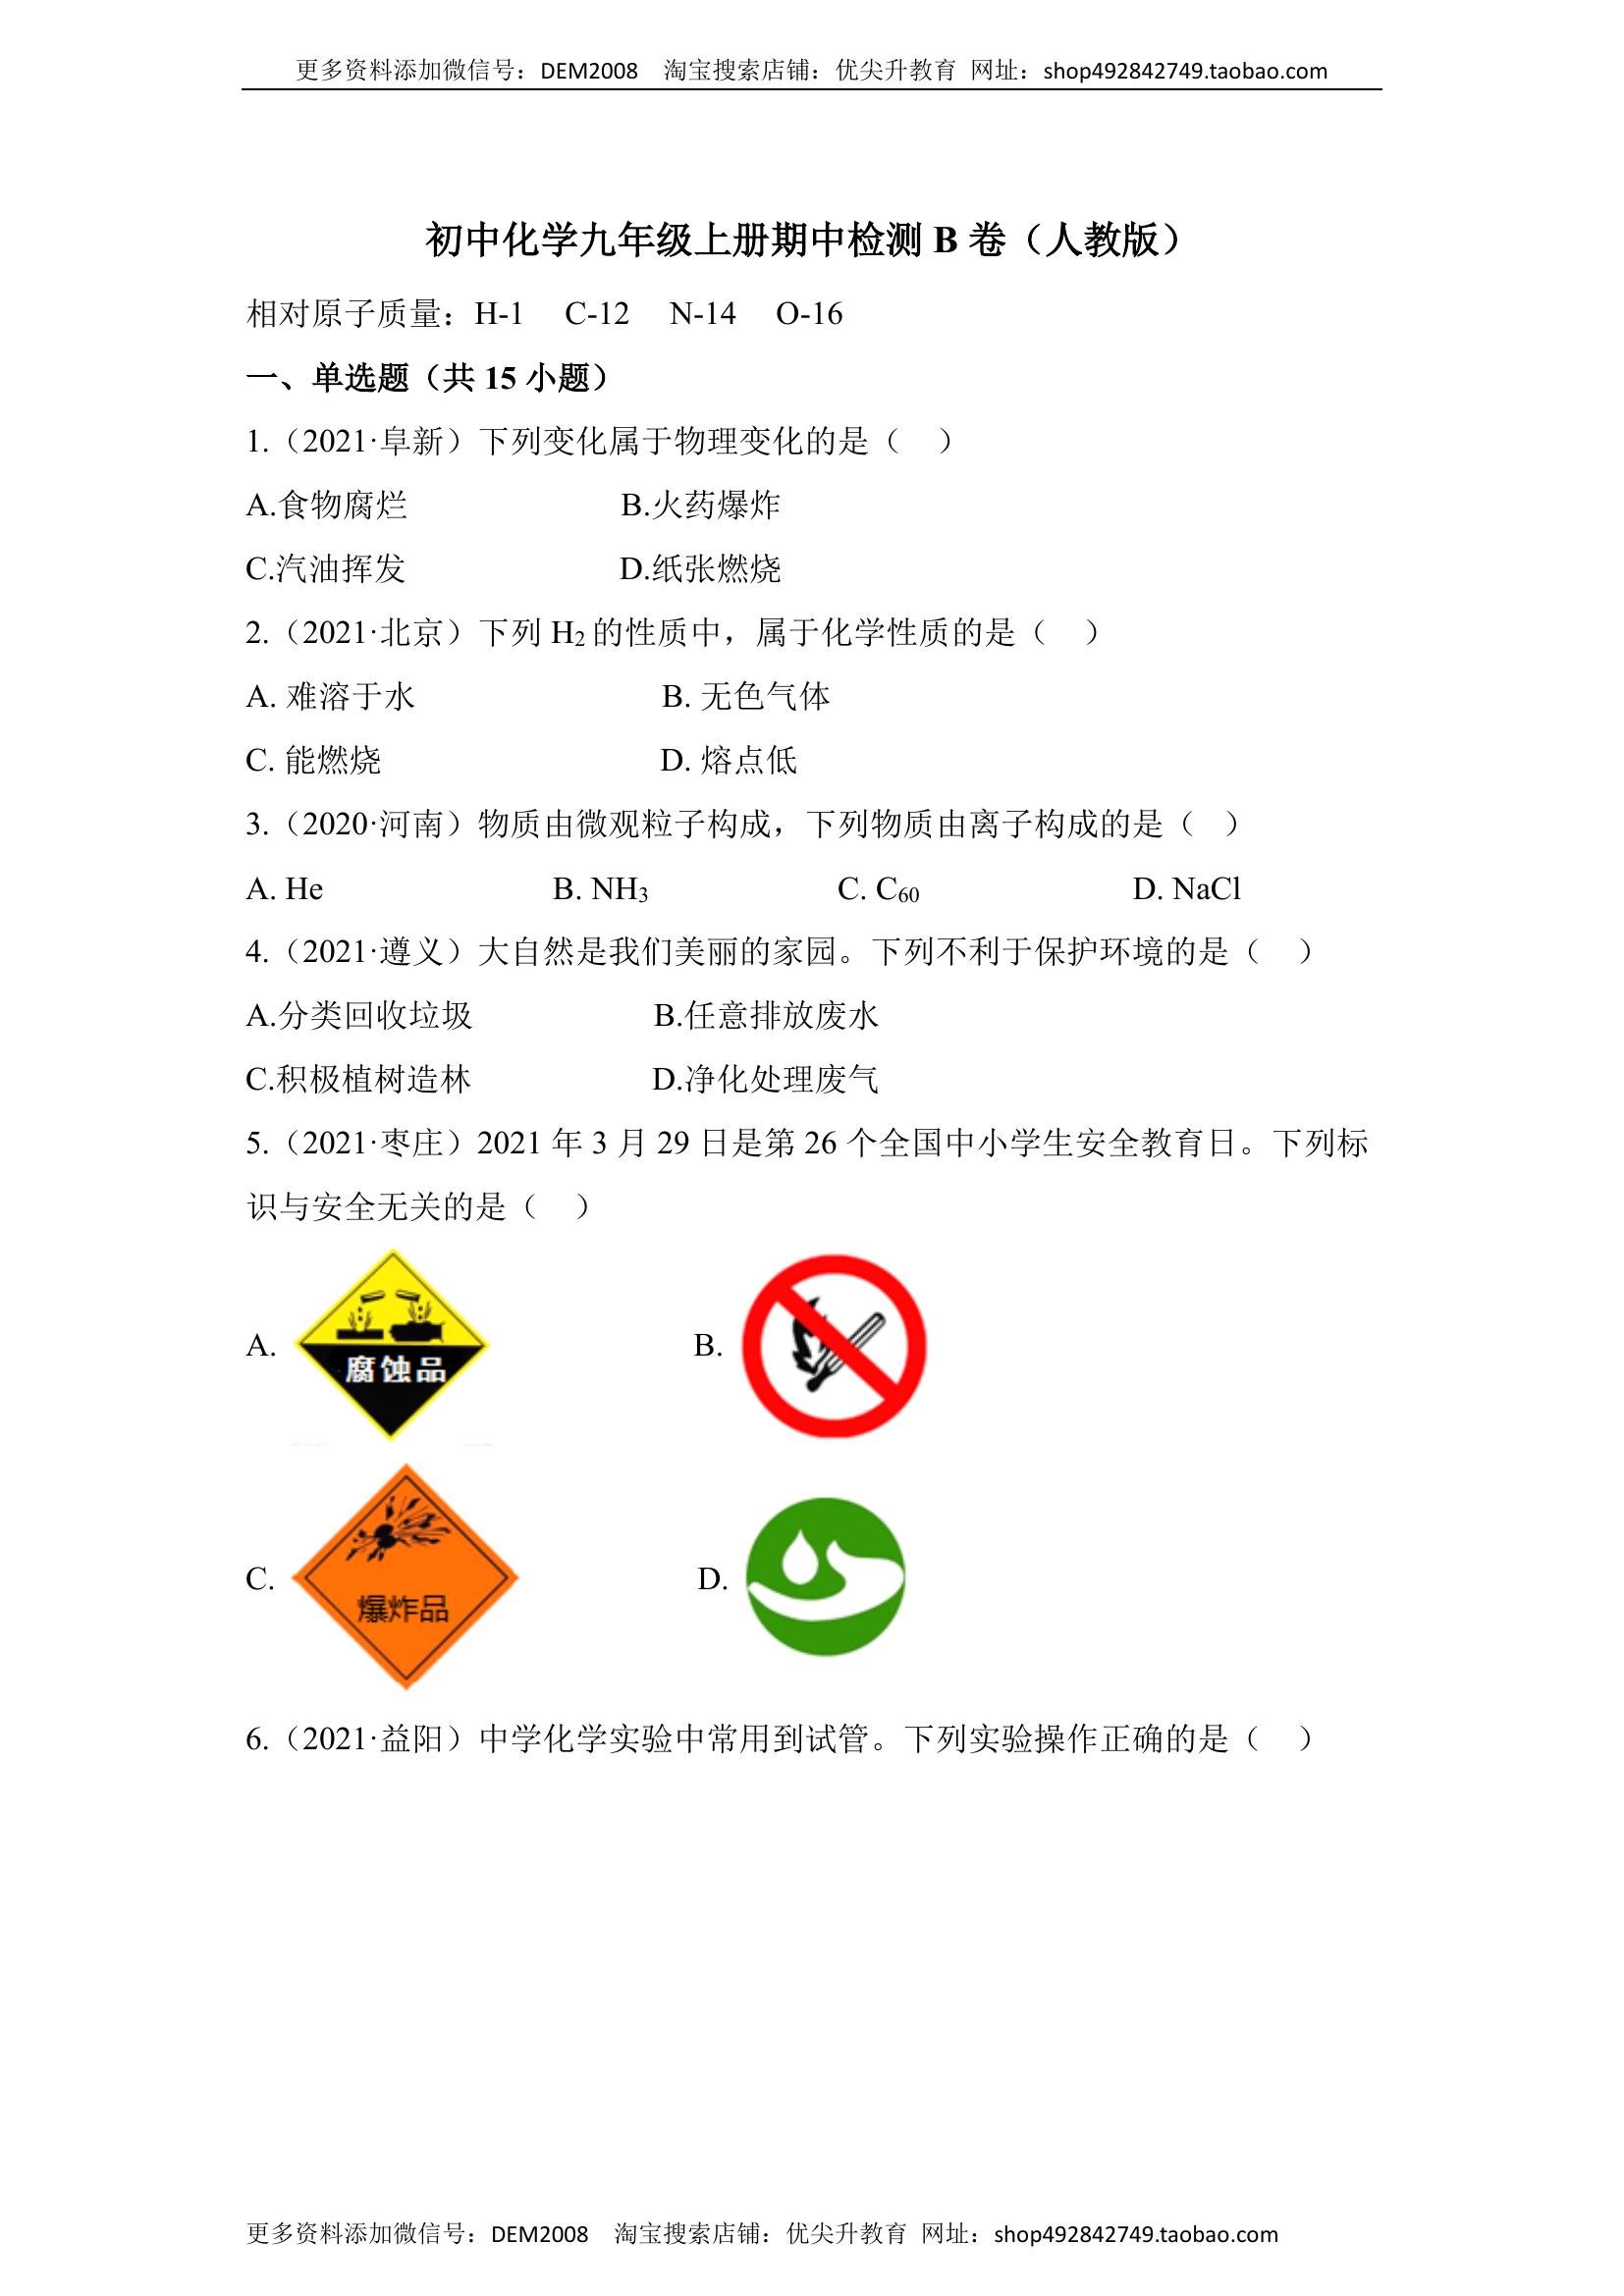 更多资料添加微信号：DEM2008 淘宝搜索店铺：优尖升教育 网址：shop492842749.taobao.com
初中化学九年级上册期中检测 B 卷（人教版）
相对原子质量：H-1 C-12 N-14 O-16
一、单选题（共 15 小题）
1.（2021·阜新）下列变化属于物理变化的是（ ）
A.食物腐烂 B.火药爆炸
C.汽油挥发 D.纸张燃烧
2.（2021·北京）下列 H₂ 的性质中，属于化学性质的是（ ）
A. 难溶于水 B. 无色气体
C. 能燃烧 D. 熔点低
3.（2020·河南）物质由微观粒子构成，下列物质由离子构成的是（ ）
A. He B. NH₃ C. C₆₀ D. NaCl
4.（2021·遵义）大自然是我们美丽的家园。下列不利于保护环境的是（ ）
A.分类回收垃圾 B.任意排放废水
C.积极植树造林 D.净化处理废气
5.（2021·枣庄）2021 年 3 月 29 日是第 26 个全国中小学生安全教育日。下列标
识与安全无关的是（ ）
A. 腐蚀品 B.
C. 爆炸品 D.
6.（2021·益阳）中学化学实验中常用到试管。下列实验操作正确的是（ ）
更多资料添加微信号：DEM2008 淘宝搜索店铺：优尖升教育 网址：shop492842749.taobao.com